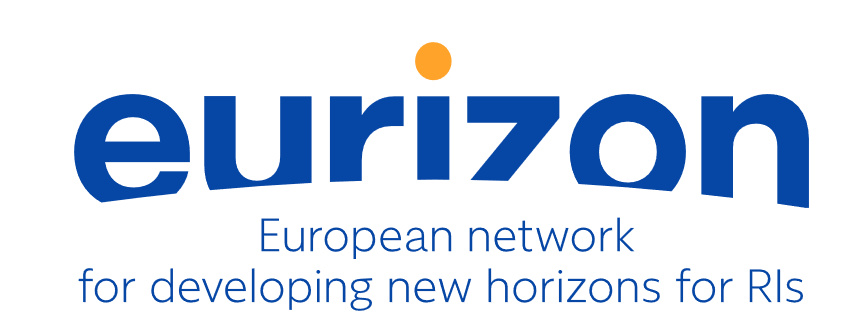 eurizon
European network
for developing new horizons for RIs